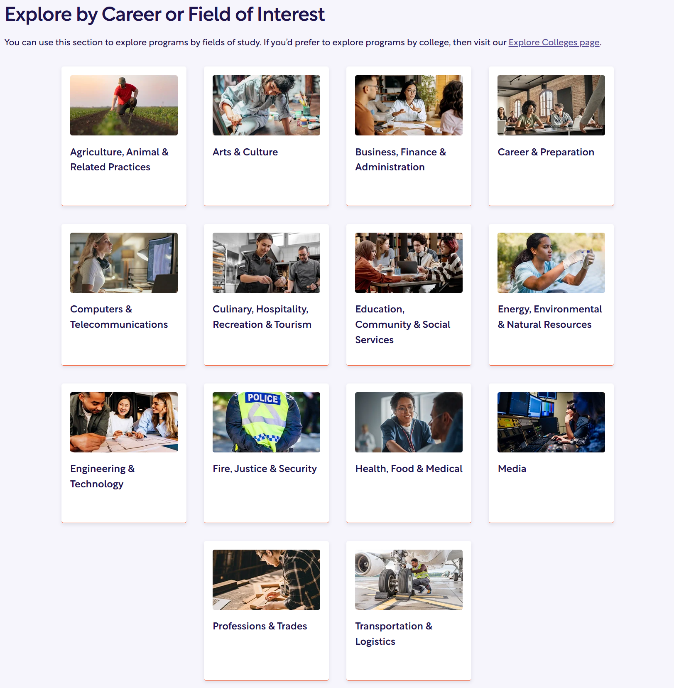 Explore by Career or Field of Interest
You can use this section to explore programs by fields of study. If you'd prefer to explore programs by college, then visit our Explore Colleges page.
Agriculture, Animal &
Related Practices
Arts & Culture
Business, Finance &
Administration
Career & Preparation
Computers &
Telecommunications
Culinary, Hospitality,
Recreation & Tourism
Education,
Community & Social
Services
Energy, Environmental
& Natural Resources
Engineering &
Technology
POLICE
Fire, Justice & Security
Health, Food & Medical
Media
Professions & Trades
Transportation &
Logistics